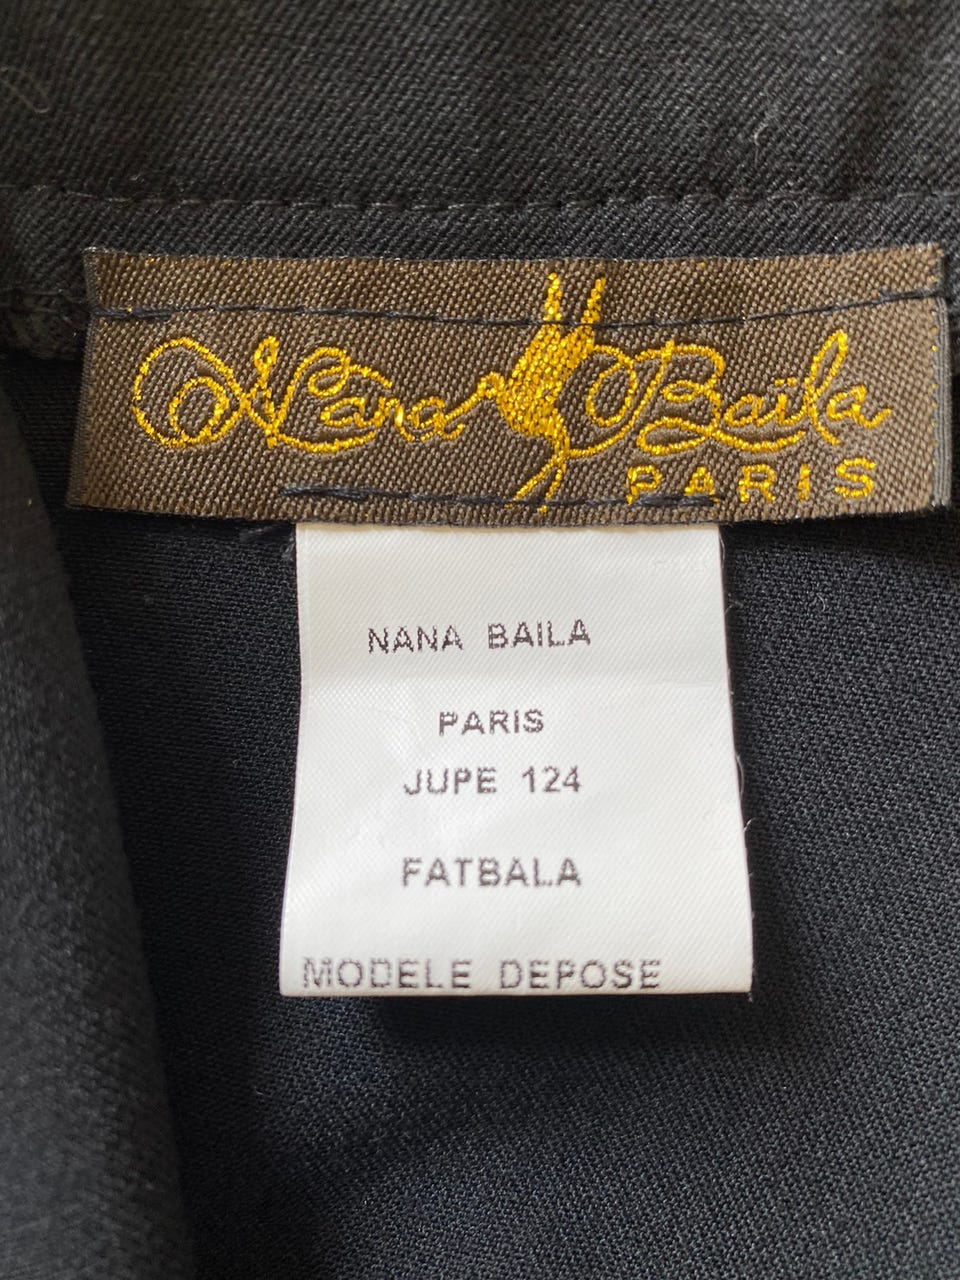 Nana Baïla
PARIS
NANA BAILA
PARIS
JUPE 124
FATBALA
MODELE DEPOSE